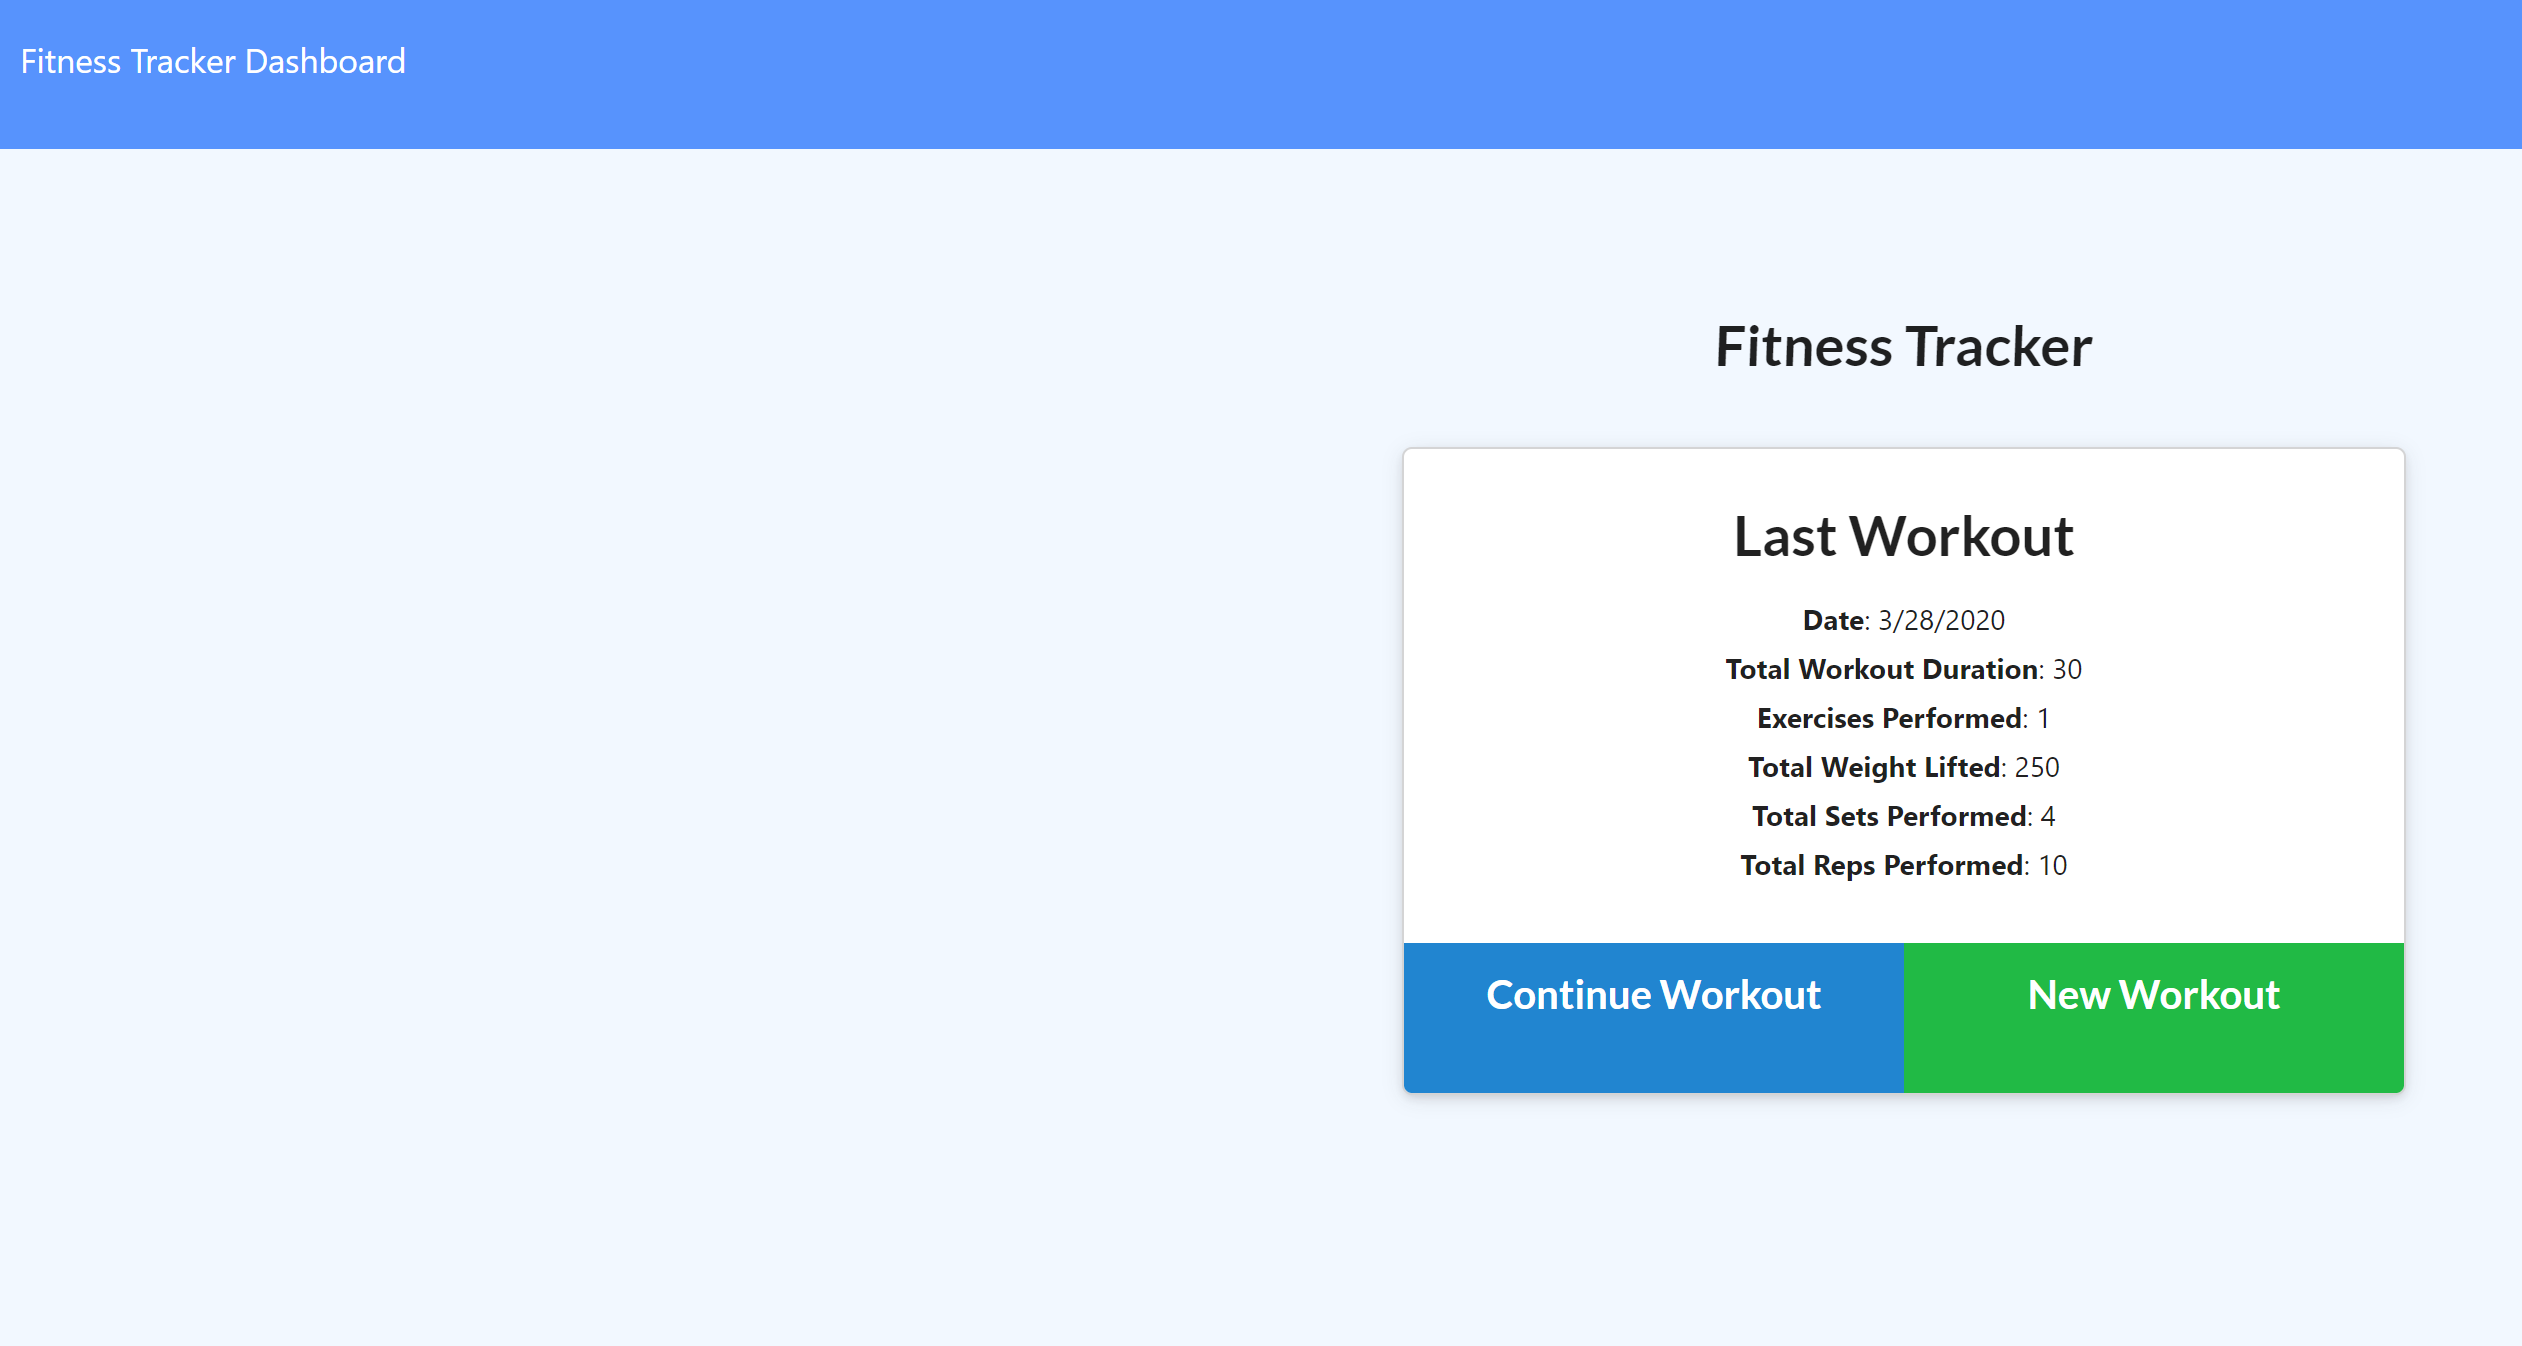 Fitness Tracker Dashboard
Fitness Tracker
Last Workout
Date: 3/28/2020
Total Workout Duration: 30
Exercises Performed: 1
Total Weight Lifted: 250
Total Sets Performed: 4
Total Reps Performed: 10
Continue Workout
New Workout